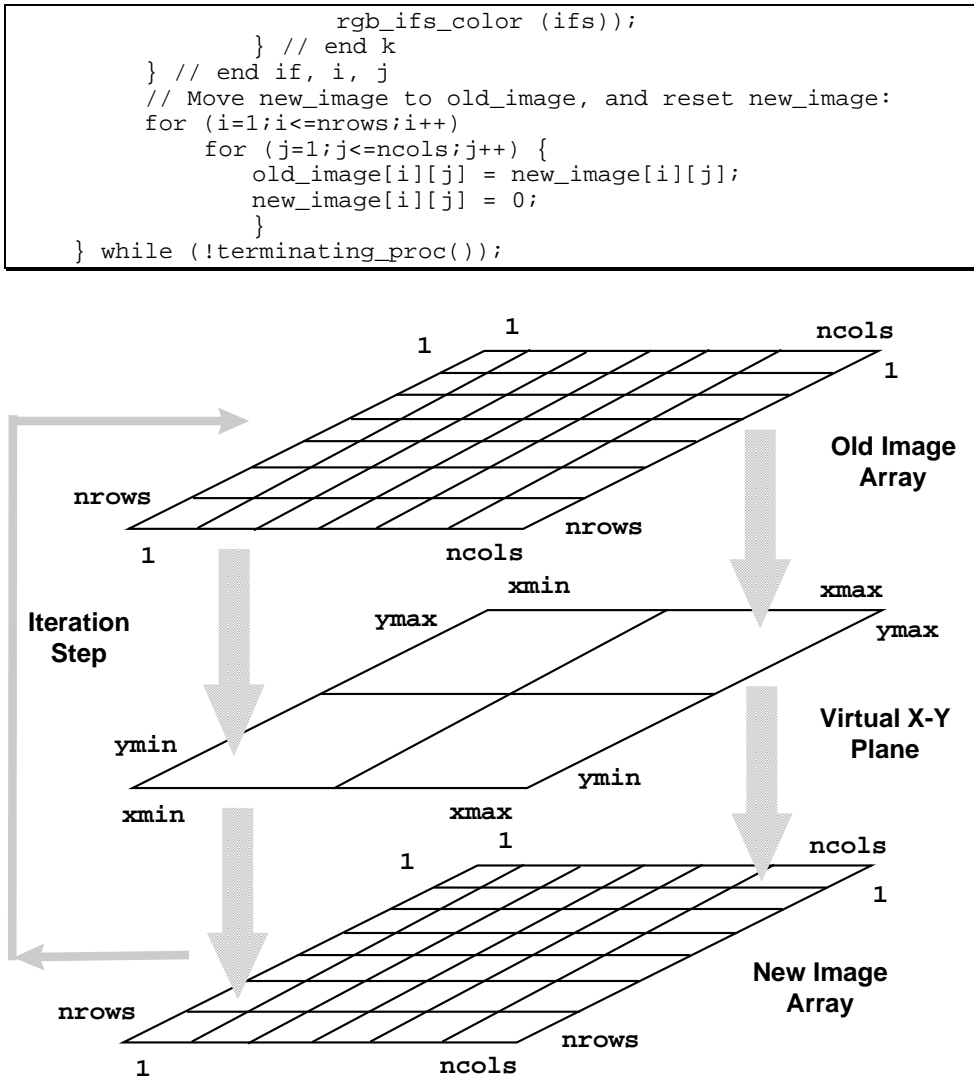 rgb_ifs_color (ifs));
} // end k
} // end if, i, j
// Move new_image to old_image, and reset new_image:
for (i=1;i<=nrows;i++)
for (j=1;j<=ncols;j++) {
old_image[i][j] = new_image[i][j];
new_image[i][j] = 0;
}
} while (!terminating_proc());
1
1
ncols
1
Old Image
Array
nrows
nrows
1
ncols
xmin
xmax
ymax
ymax
Iteration
Step
Virtual X-Y
Plane
ymin
ymin
xmin
xmax
1
1
ncols
1
New Image
Array
nrows
nrows
1
ncols